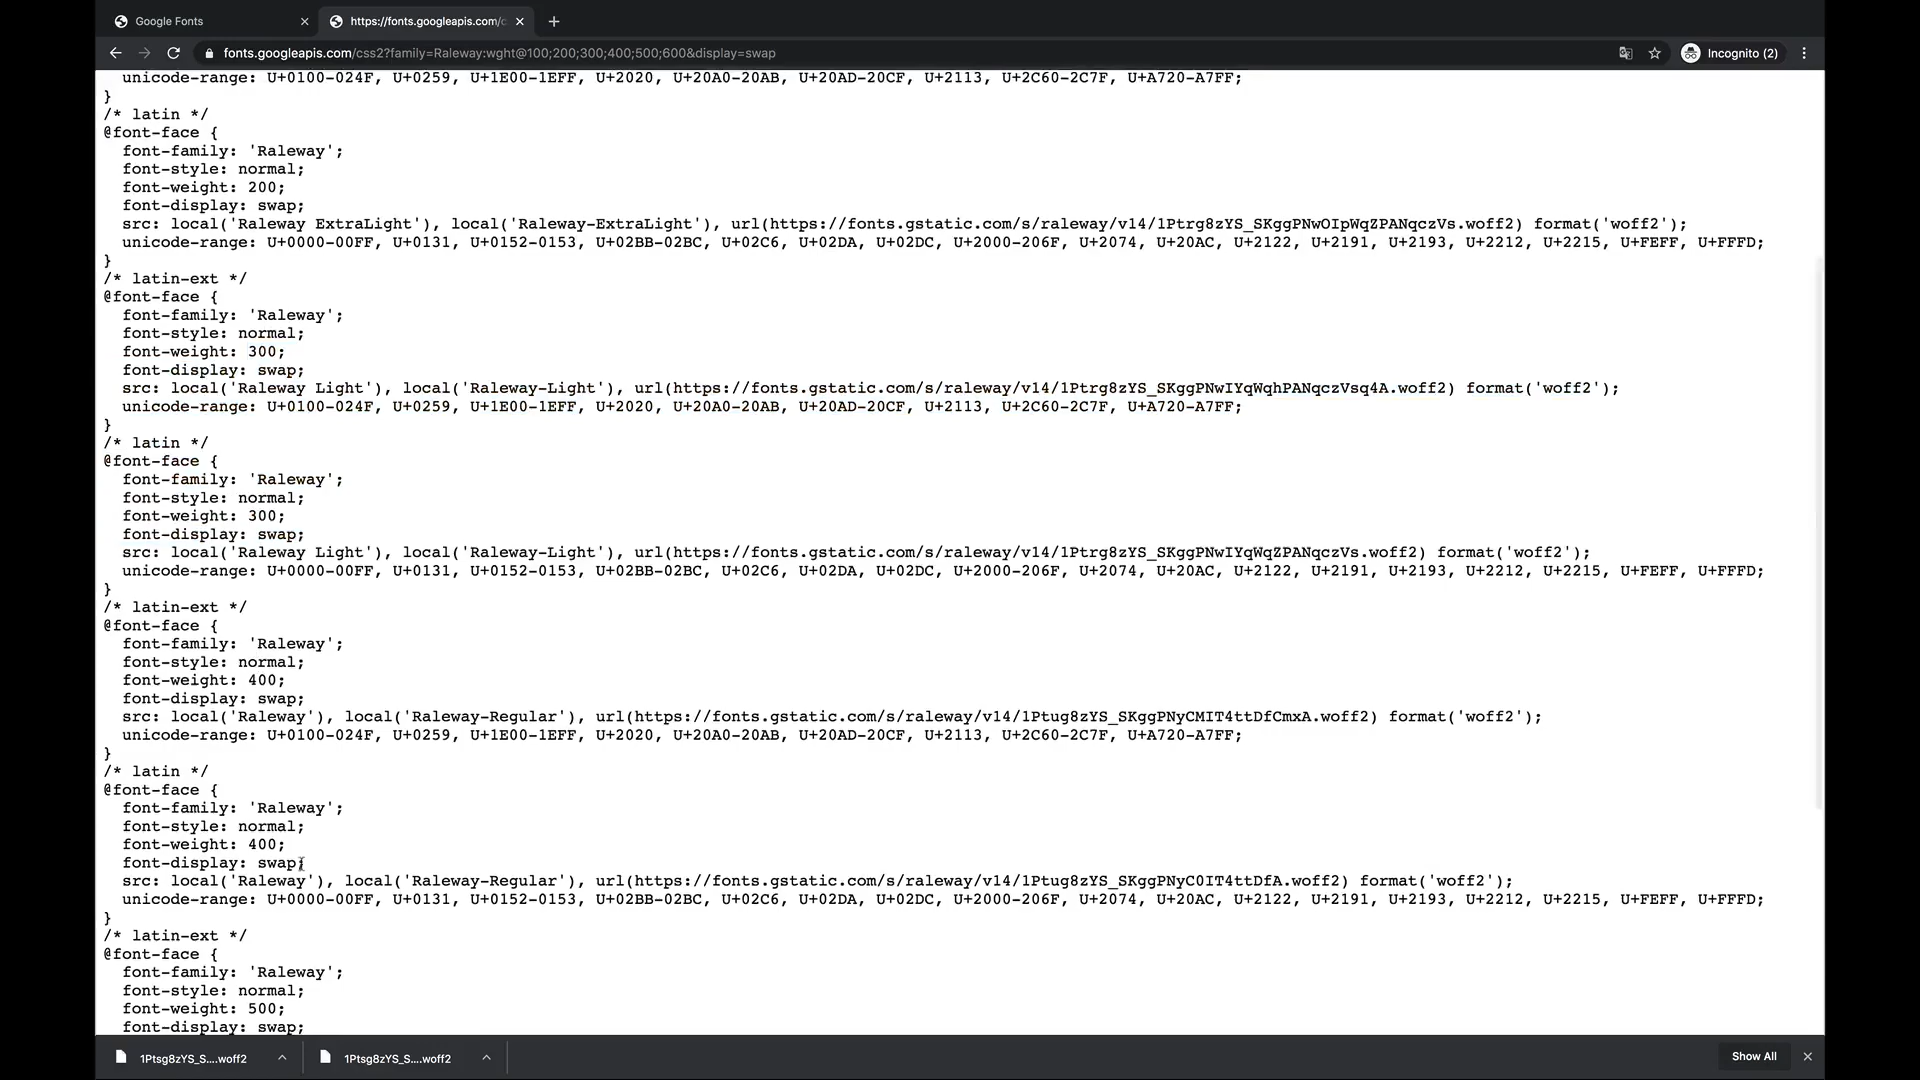 Google Fonts
https://fonts.googleapis.com/c
fonts.googleapis.com/css2?family=Raleway:wght@100;200;300;400;500;600&display=swap
Incognito (2)
unicode-range: U+0100-024F, U+0259, U+1E00-1EFF, U+2020, U+20A0-20AB, U+20AD-20CF, U+2113, U+2C60-2C7F, U+A720-A7FF;
}
/* latin */
@font-face {
font-family: 'Raleway';
font-style: normal;
font-weight: 200;
font-display: swap;
src: local('Raleway ExtraLight'), local('Raleway-ExtraLight'), url(https://fonts.gstatic.com/s/raleway/v14/1Ptrg8zYS_SKggPNwOIpWqZPANqczVs.woff2) format('woff2');
unicode-range: U+0000-00FF, U+0131, U+0152-0153, U+02BB-02BC, U+02C6, U+02DA, U+02DC, U+2000-206F, U+2074, U+20AC, U+2122, U+2191, U+2193, U+2212, U+2215, U+FEFF, U+FFFD;
}
/* latin-ext */
@font-face {
font-family: 'Raleway';
font-style: normal;
font-weight: 300;
font-display: swap;
src: local('Raleway Light'), local('Raleway-Light'), url(https://fonts.gstatic.com/s/raleway/v14/1Ptrg8zYS_SKggPNwIYqWqhPANqczVsq4A.woff2) format('woff2');
unicode-range: U+0100-024F, U+0259, U+1E00-1EFF, U+2020, U+20A0-20AB, U+20AD-20CF, U+2113, U+2C60-2C7F, U+A720-A7FF;
}
/* latin */
@font-face {
font-family: 'Raleway';
font-style: normal;
font-weight: 300;
font-display: swap;
src: local('Raleway Light'), local('Raleway-Light'), url(https://fonts.gstatic.com/s/raleway/v14/1Ptrg8zYS_SKggPNwIYqWqZPANqczVs.woff2) format('woff2');
unicode-range: U+0000-00FF, U+0131, U+0152-0153, U+02BB-02BC, U+02C6, U+02DA, U+02DC, U+2000-206F, U+2074, U+20AC, U+2122, U+2191, U+2193, U+2212, U+2215, U+FEFF, U+FFFD;
}
/* latin-ext */
@font-face {
font-family: 'Raleway';
font-style: normal;
font-weight: 400;
font-display: swap;
src: local('Raleway'), local('Raleway-Regular'), url(https://fonts.gstatic.com/s/raleway/v14/1Ptug8zYS_SKggPNyCMIT4ttDfCmxA.woff2) format('woff2');
unicode-range: U+0100-024F, U+0259, U+1E00-1EFF, U+2020, U+20A0-20AB, U+20AD-20CF, U+2113, U+2C60-2C7F, U+A720-A7FF;
}
/* latin */
@font-face {
font-family: 'Raleway';
font-style: normal;
font-weight: 400;
font-display: swap;
src: local('Raleway'), local('Raleway-Regular'), url(https://fonts.gstatic.com/s/raleway/v14/1Ptug8zYS_SKggPNyC0IT4ttDfA.woff2) format('woff2');
unicode-range: U+0000-00FF, U+0131, U+0152-0153, U+02BB-02BC, U+02C6, U+02DA, U+02DC, U+2000-206F, U+2074, U+20AC, U+2122, U+2191, U+2193, U+2212, U+2215, U+FEFF, U+FFFD;
}
/* latin-ext */
@font-face {
font-family: 'Raleway';
font-style: normal;
font-weight: 500;
font-display: swap;
1Ptsg8zYS_S....woff2
1Ptsg8zYS_S....woff2
Show All